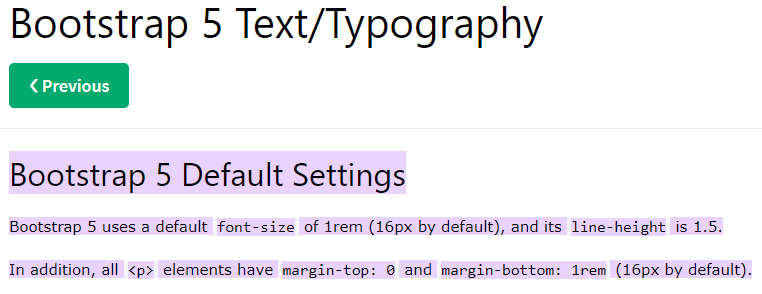 Bootstrap 5 Text/Typography
❮ Previous
Bootstrap 5 Default Settings
Bootstrap 5 uses a default font-size of 1rem (16px by default), and its line-height is 1.5.
In addition, all <p> elements have margin-top: 0 and margin-bottom: 1rem (16px by default).